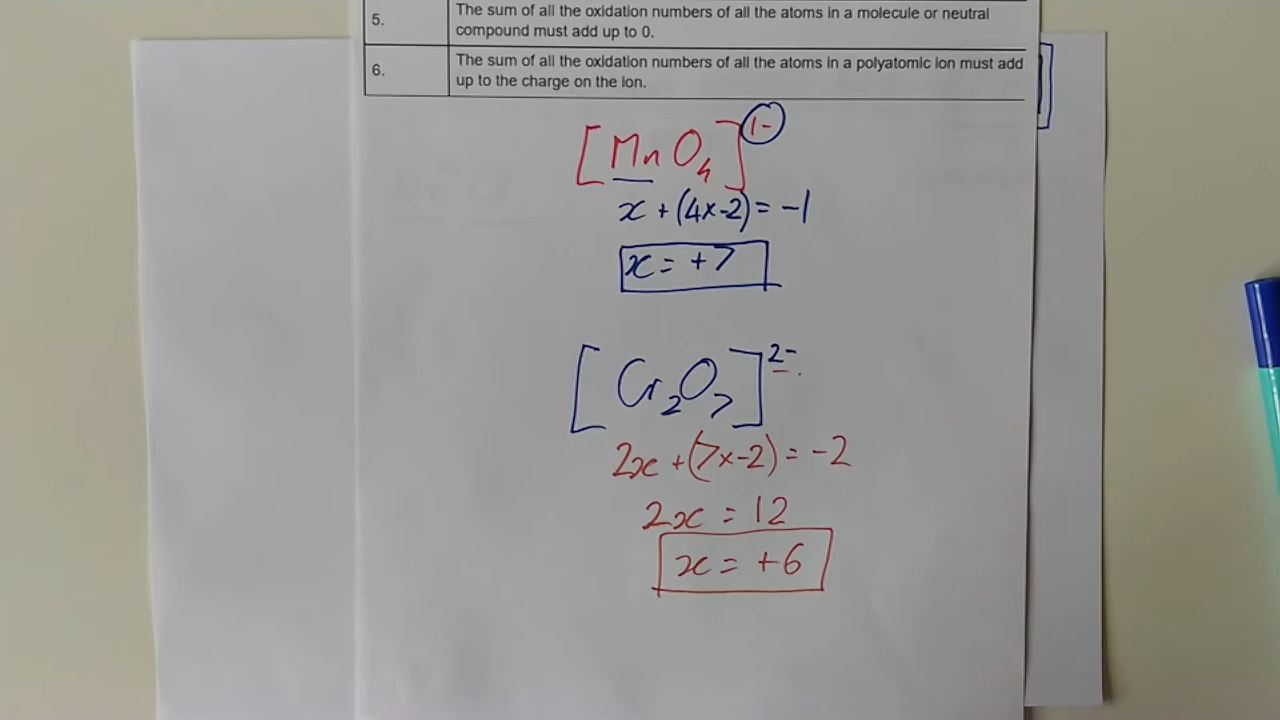 5. The sum of all the oxidation numbers of all the atoms in a molecule or neutral
compound must add up to 0.
6. The sum of all the oxidation numbers of all the atoms in a polyatomic ion must add
up to the charge on the ion.
[MnO₄]¹⁻
x + (4x-2) = -1
x = +7
[Cr₂O₇]²⁻
2x + (7x-2) = -2
2x = 12
x = +6